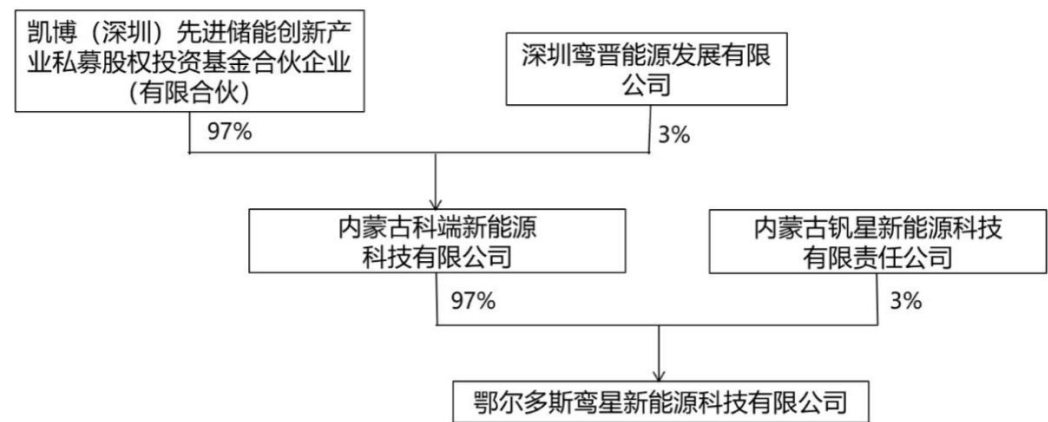 凯博（深圳）先进储能创新产
业私募股权投资基金合伙企业
（有限合伙）
深圳鸾晋能源发展有限
公司
97%
3%
内蒙古科端新能源
科技有限公司
内蒙古钒星新能源科技
有限责任公司
97%
3%
鄂尔多斯鸾星新能源科技有限公司